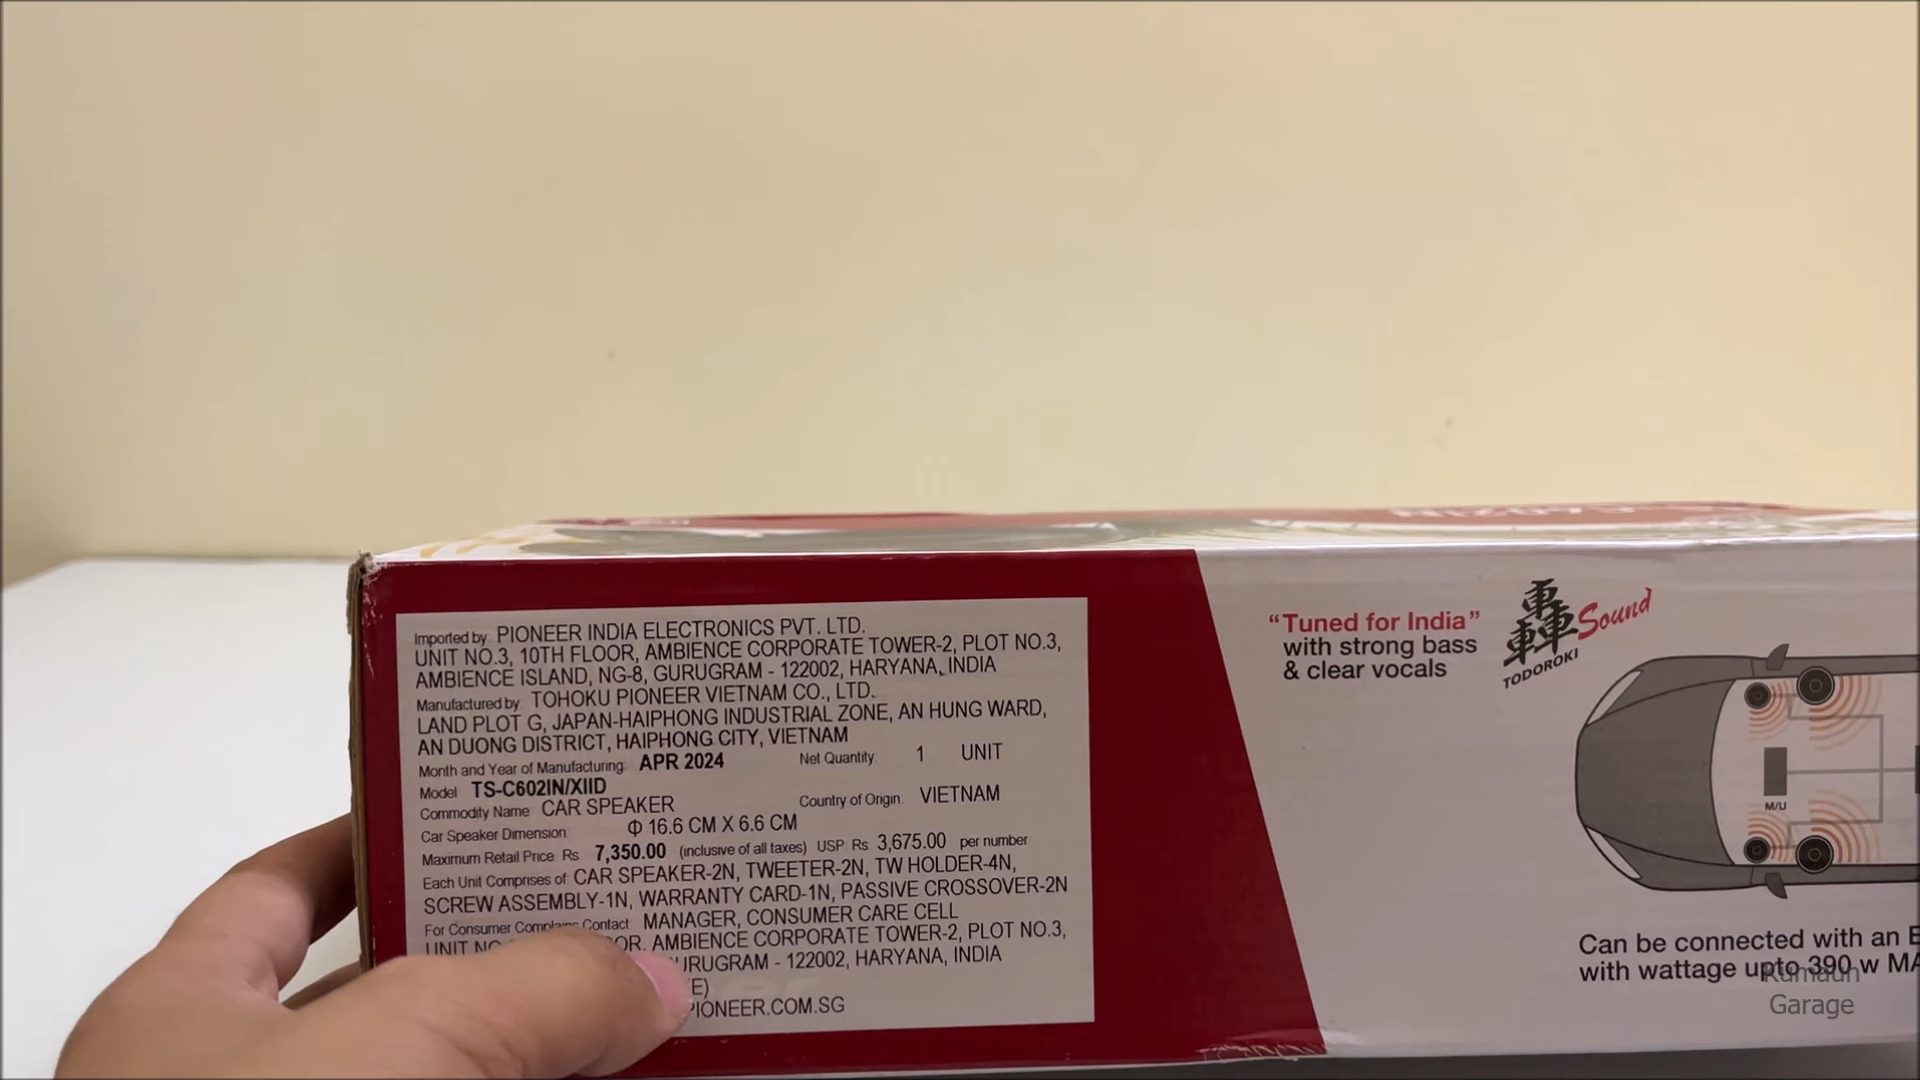 Imported by: PIONEER INDIA ELECTRONICS PVT. LTD.
UNIT NO.3, 10TH FLOOR, AMBIENCE CORPORATE TOWER-2, PLOT NO.3,
AMBIENCE ISLAND, NG-8, GURUGRAM - 122002, HARYANA, INDIA
Manufactured by: TOHOKU PIONEER VIETNAM CO., LTD.
LAND PLOT G, JAPAN-HAIPHONG INDUSTRIAL ZONE, AN HUNG WARD,
AN DUONG DISTRICT, HAIPHONG CITY, VIETNAM
Month and Year of Manufacturing: APR 2024 Net Quantity: 1 UNIT
Model TS-C602IN/XIID
Commodity Name: CAR SPEAKER Country of Origin: VIETNAM
Car Speaker Dimension: Φ 16.6 CM X 6.6 CM
Maximum Retail Price: Rs. 7,350.00 (inclusive of all taxes) USP Rs. 3,675.00 per number
Each Unit Comprises of: CAR SPEAKER-2N, TWEETER-2N, TW HOLDER-4N,
SCREW ASSEMBLY-1N, WARRANTY CARD-1N, PASSIVE CROSSOVER-2N
For Consumer Complains Contact: MANAGER, CONSUMER CARE CELL
UNIT AMBIENCE CORPORATE TOWER-2, PLOT NO.3,
- 122002, HARYANA, INDIA
PIONEER.COM.SG
"Tuned for India"
with strong bass
& clear vocals
轟 Sound
TODOROKI
M/U
Can be connected with an
with wattage upto 390 w
Kumaun
Garage